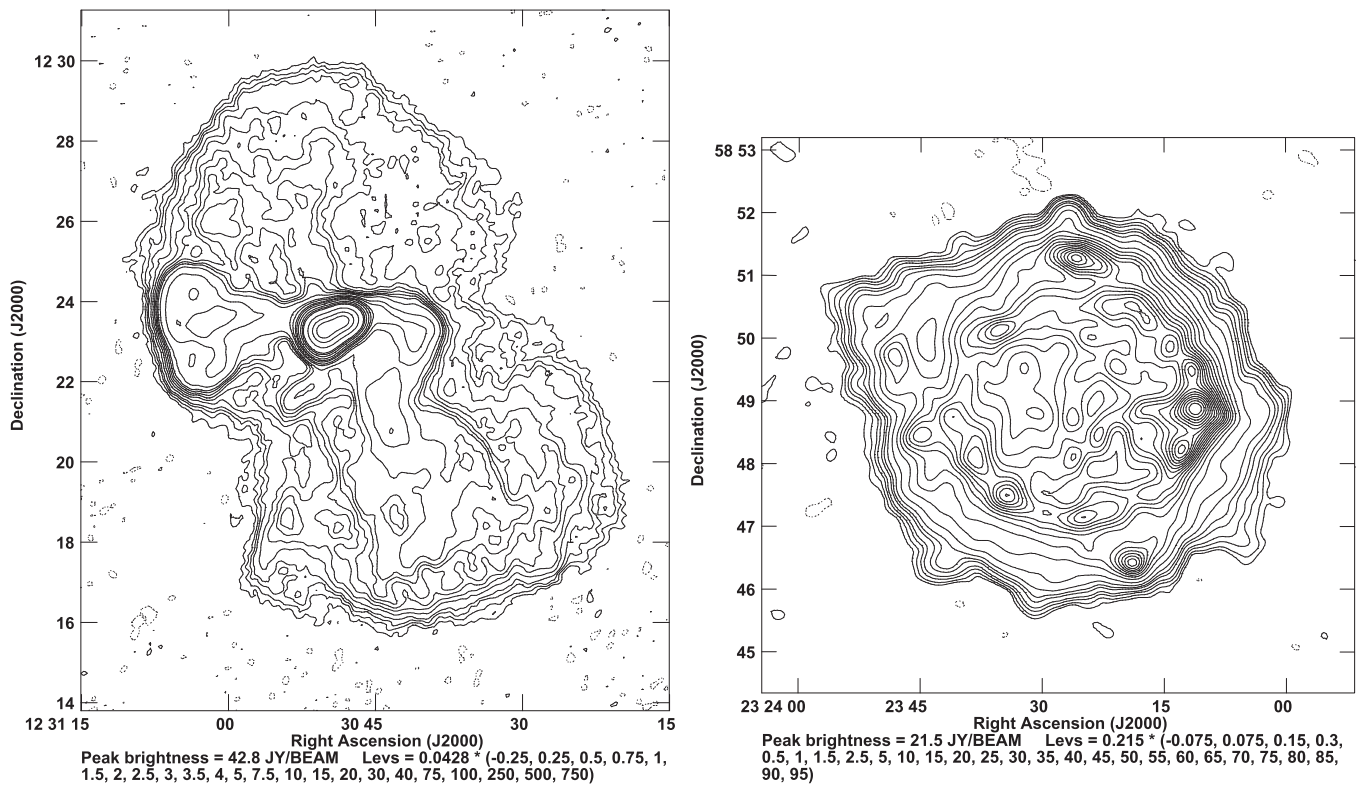 Declination (J2000)
12 30
28
26
24
22
20
18
16
14
12 31 15
00
30 45
30
15
Right Ascension (J2000)
Peak brightness = 42.8 JY/BEAM Levs = 0.0428 * (-0.25, 0.25, 0.5, 0.75, 1,
1.5, 2, 2.5, 3, 3.5, 4, 5, 7.5, 10, 15, 20, 30, 40, 75, 100, 250, 500, 750)
Declination (J2000)
58 53
52
51
50
49
48
47
46
45
23 24 00
23 45
30
15
00
Right Ascension (J2000)
Peak brightness = 21.5 JY/BEAM Levs = 0.215 * (-0.075, 0.075, 0.15, 0.3,
0.5, 1, 1.5, 2.5, 5, 10, 15, 20, 25, 30, 35, 40, 45, 50, 55, 60, 65, 70, 75, 80, 85,
90, 95)